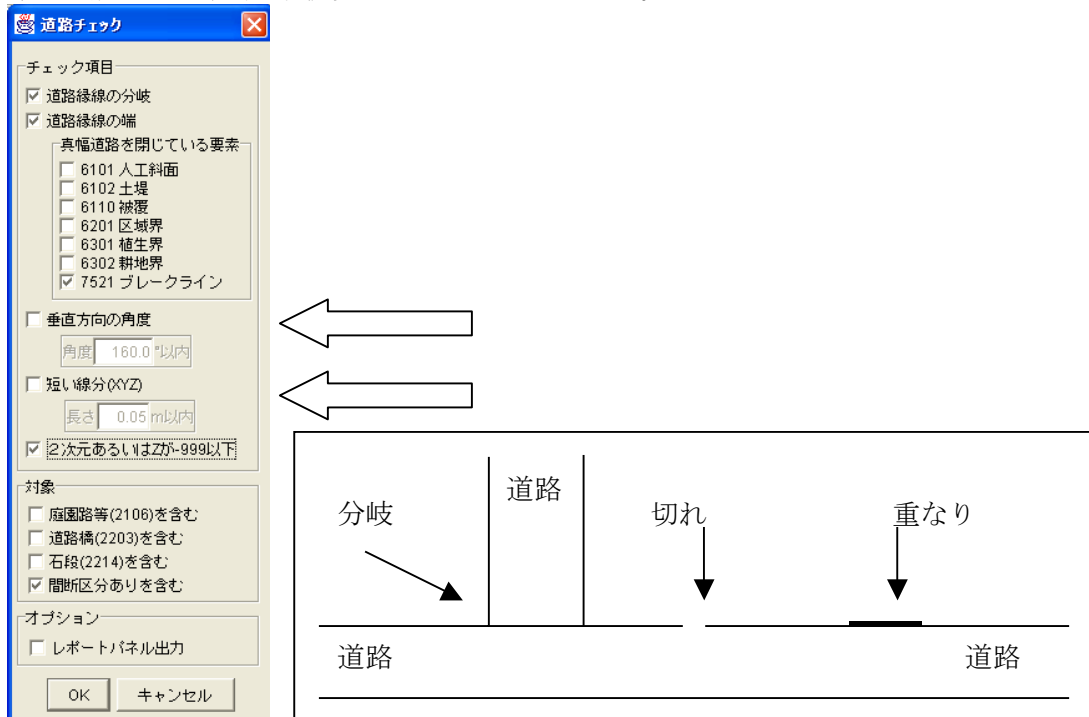 道路チェック
チェック項目
道路縁線の分岐
道路縁線の端
真幅道路を閉じている要素
6101 人工斜面
6102 土堤
6110 被覆
6201 区域界
6301 植生界
6302 耕地界
7521 ブレークライン
垂直方向の角度
角度 160.0 °以内
短い線分(XYZ)
長さ 0.05 m以内
2次元あるいはZが-999以下
対象
庭園路等(2106)を含む
道路橋(2203)を含む
石段(2214)を含む
間断区分ありを含む
オプション
レポートパネル出力
OK キャンセル
道路
分岐 切れ 重なり
道路 道路